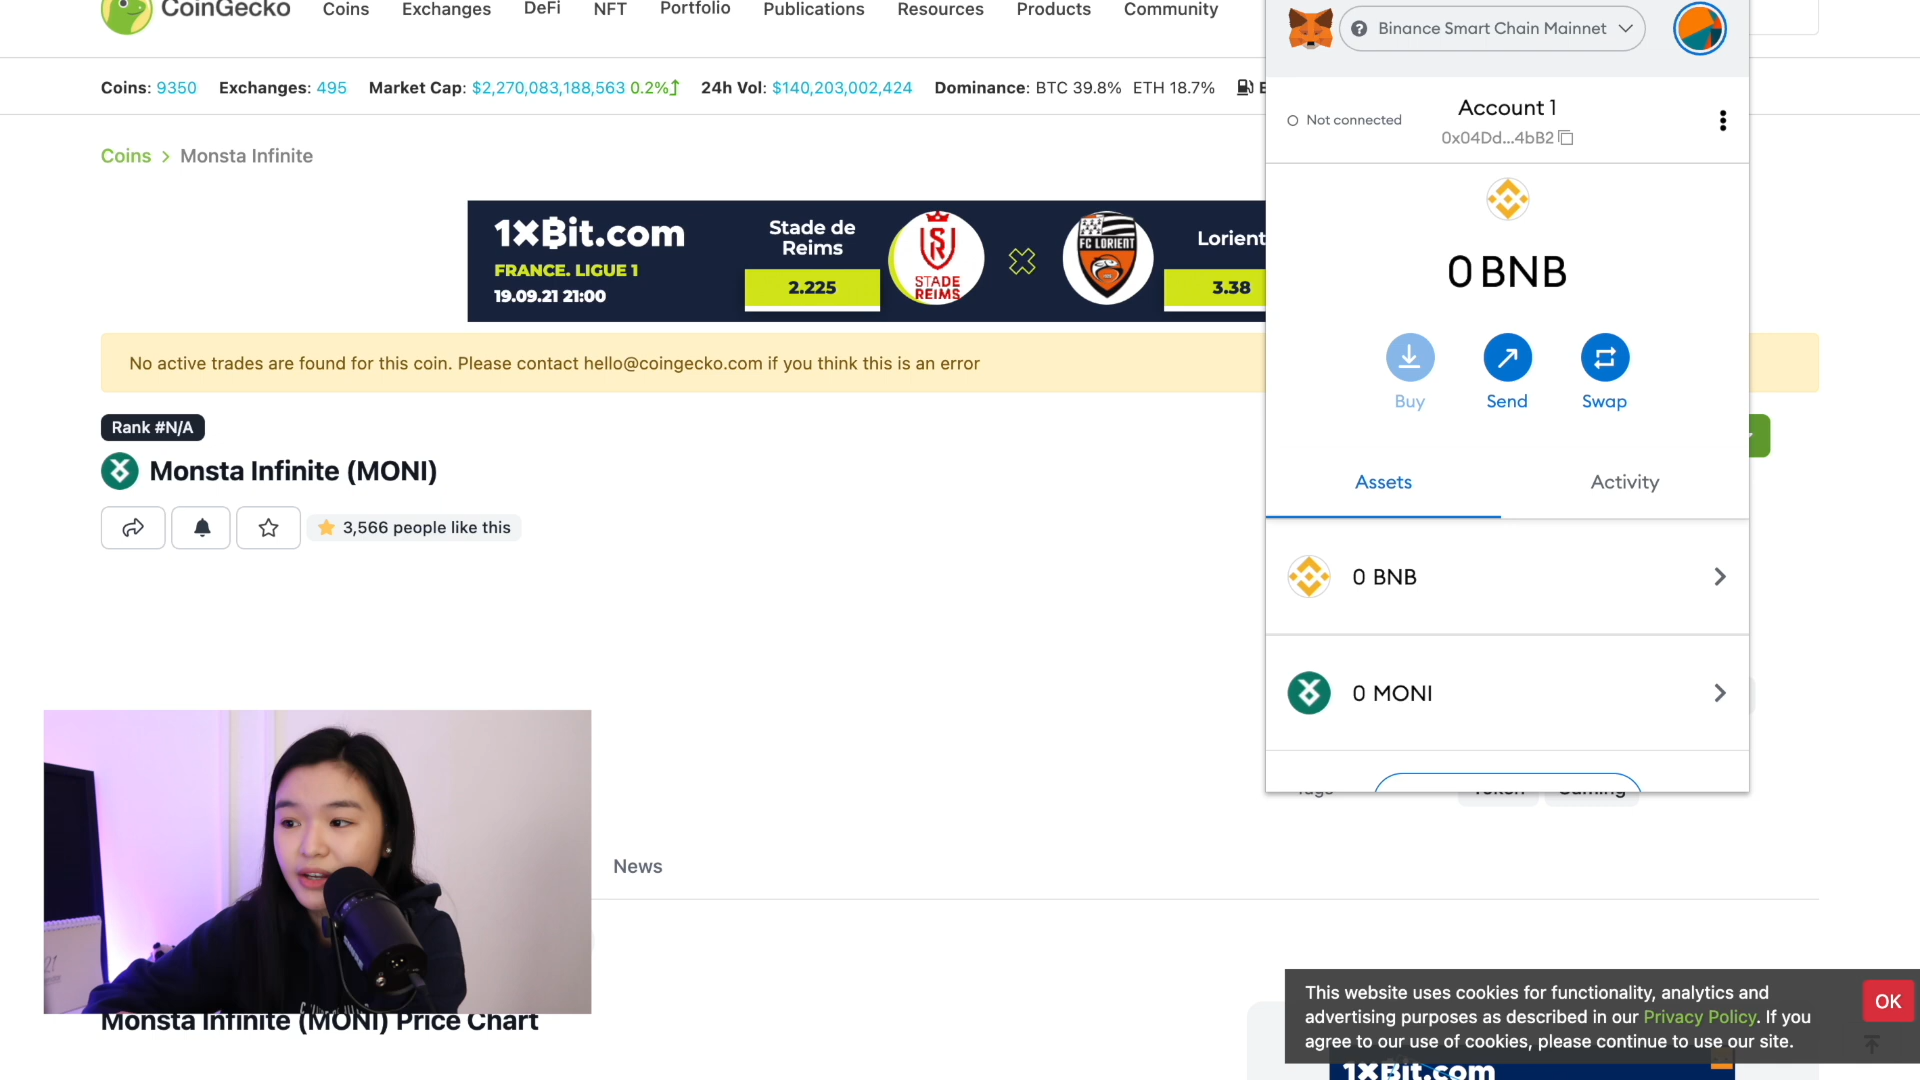 CoinGecko Coins Exchanges DeFi NFT Portfolio Publications Resources Products Community
Coins: 9350 Exchanges: 495 Market Cap: $2,270,083,188,563 0.2% 24h Vol: $140,203,002,424 Dominance: BTC 39.8% ETH 18.7%
Coins > Monsta Infinite
1XBit.com
FRANCE. LIGUE 1
19.09.21 21:00
Stade de
Reims
2.225
STADE
REIMS
FC LORIENT
Lorient
3.38
No active trades are found for this coin. Please contact hello@coingecko.com if you think this is an error
Rank #N/A
Monsta Infinite (MONI)
3,566 people like this
News
Monsta Infinite (MONI) Price Chart
Binance Smart Chain Mainnet
Not connected
Account 1
0x04Dd...4bB2
0 BNB
Buy Send Swap
Assets Activity
0 BNB
0 MONI
Tags Token Gaming
This website uses cookies for functionality, analytics and
advertising purposes as described in our Privacy Policy. If you
agree to our use of cookies, please continue to use our site.
OK
1XBit.com